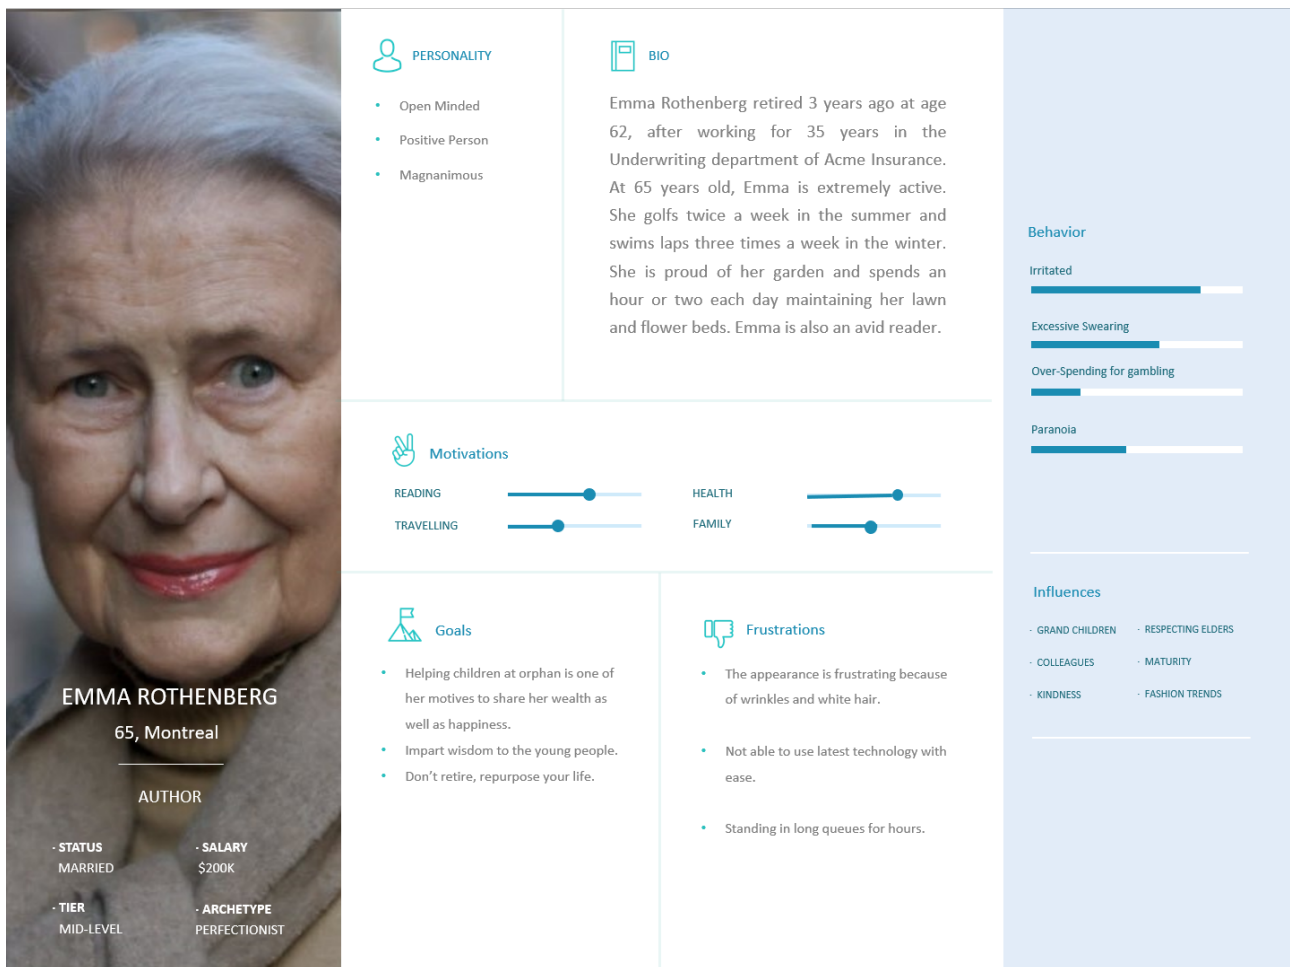 EMMA ROTHENBERG
65, Montreal
AUTHOR
· STATUS
MARRIED
· SALARY
$200K
· TIER
MID-LEVEL
· ARCHETYPE
PERFECTIONIST
PERSONALITY
• Open Minded
• Positive Person
• Magnanimous
BIO
Emma Rothenberg retired 3 years ago at age
62, after working for 35 years in the
Underwriting department of Acme Insurance.
At 65 years old, Emma is extremely active.
She golfs twice a week in the summer and
swims laps three times a week in the winter.
She is proud of her garden and spends an
hour or two each day maintaining her lawn
and flower beds. Emma is also an avid reader.
Motivations
READING
HEALTH
TRAVELLING
FAMILY
Goals
• Helping children at orphan is one of
her motives to share her wealth as
well as happiness.
• Impart wisdom to the young people.
• Don't retire, repurpose your life.
Frustrations
• The appearance is frustrating because
of wrinkles and white hair.
• Not able to use latest technology with
ease.
• Standing in long queues for hours.
Behavior
Irritated
Excessive Swearing
Over-Spending for gambling
Paranoia
Influences
· GRAND CHILDREN
· RESPECTING ELDERS
· COLLEAGUES
· MATURITY
· KINDNESS
· FASHION TRENDS